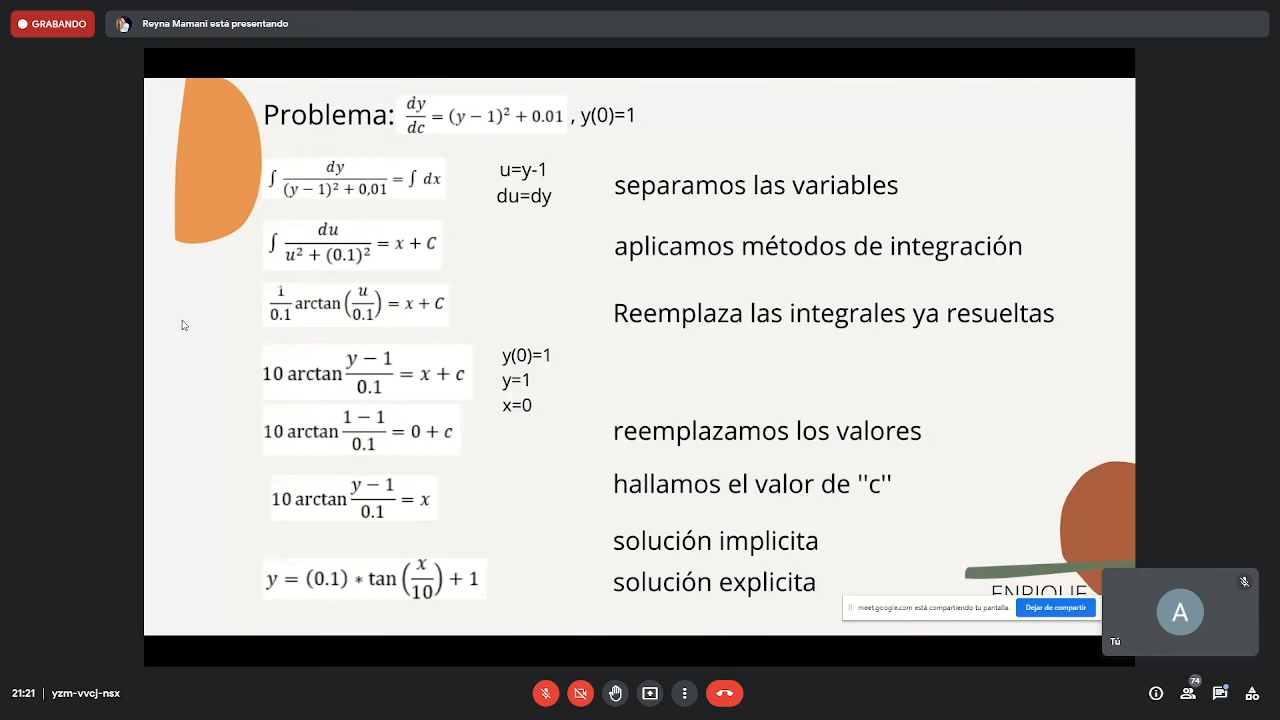 GRABANDO
Reyna Mamani está presentando
Problema: dy/dc = (y − 1)² + 0.01 , y(0)=1
∫ dy/((y − 1)² + 0,01) = ∫ dx
u=y-1
du=dy
separamos las variables
∫ du/(u² + (0.1)²) = x + C
aplicamos métodos de integración
1/0.1 arctan(u/0.1) = x + C
Reemplaza las integrales ya resueltas
10 arctan (y − 1)/0.1 = x + c
y(0)=1
y=1
x=0
10 arctan (1 − 1)/0.1 = 0 + c
reemplazamos los valores
hallamos el valor de ''c''
10 arctan (y − 1)/0.1 = x
solución implicita
y = (0.1) ∗ tan (x/10) + 1
solución explicita
ENRIQUE
meet.google.com está compartiendo tu pantalla.
Dejar de compartir
A
Tú
21:21 | yzm-vvcj-nsx
74